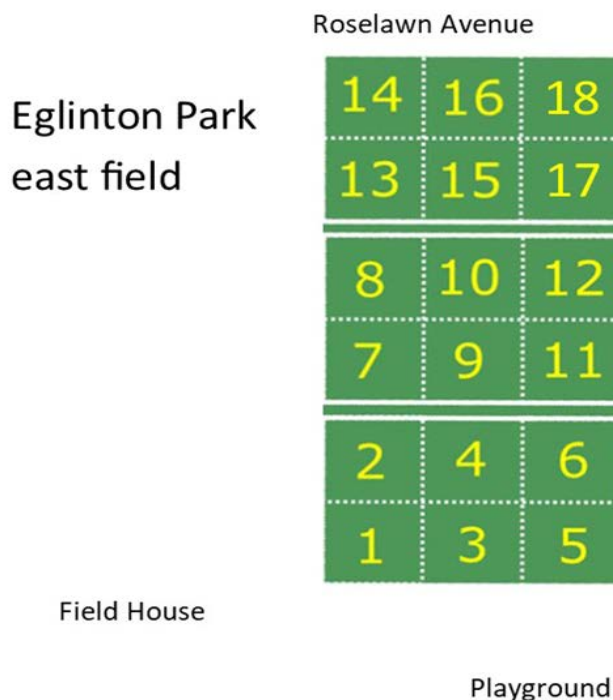 Roselawn Avenue
Eglinton Park
east field
14 16 18
13 15 17
8 10 12
7 9 11
2 4 6
1 3 5
Field House
Playground